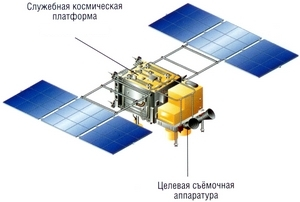 Служебная космическая
платформа
Целевая съёмочная
аппаратура